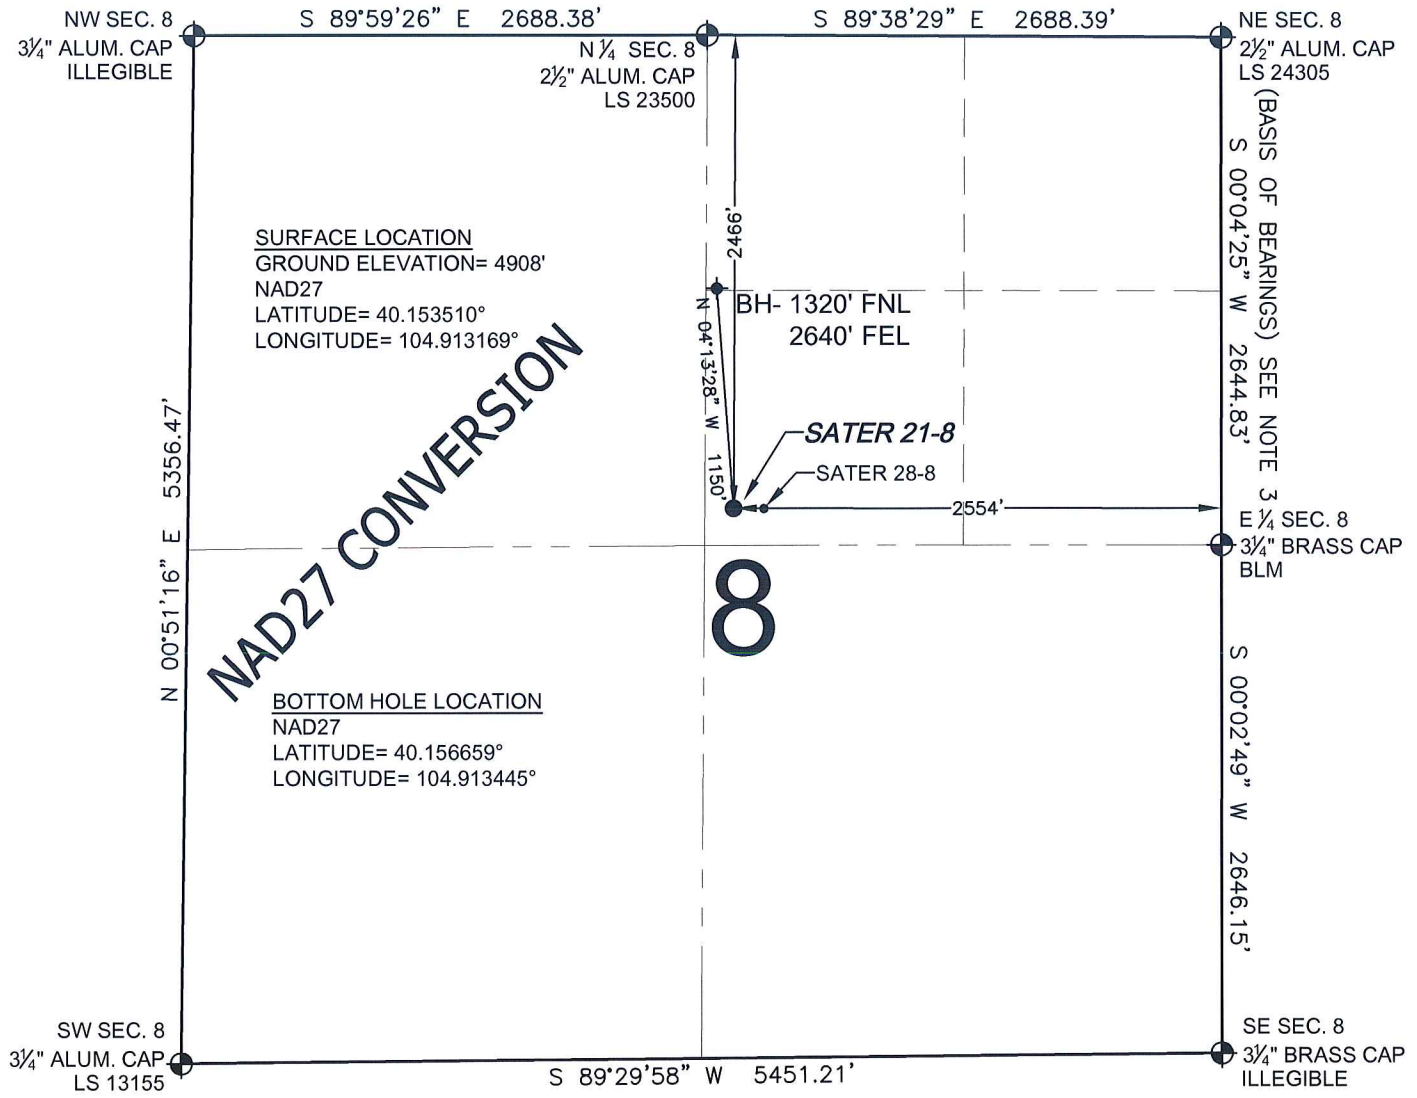 NW SEC. 8
3¼" ALUM. CAP
ILLEGIBLE
S 89°59'26" E 2688.38'
N ¼ SEC. 8
2½" ALUM. CAP
LS 23500
S 89°38'29" E 2688.39'
NE SEC. 8
2½" ALUM. CAP
LS 24305
(BASIS OF BEARINGS) SEE NOTE 3
S 00°04'25" W 2644.83'
SURFACE LOCATION
GROUND ELEVATION= 4908'
NAD27
LATITUDE= 40.153510°
LONGITUDE= 104.913169°
2466'
BH- 1320' FNL
2640' FEL
N 04°13'28" W 1150'
SATER 21-8
SATER 28-8
2554'
E ¼ SEC. 8
3¼" BRASS CAP
BLM
N 00°51'16" E 5356.47'
NAD27 CONVERSION
8
BOTTOM HOLE LOCATION
NAD27
LATITUDE= 40.156659°
LONGITUDE= 104.913445°
S 00°02'49" W 2646.15'
SW SEC. 8
3¼" ALUM. CAP
LS 13155
S 89°29'58" W 5451.21'
SE SEC. 8
3¼" BRASS CAP
ILLEGIBLE